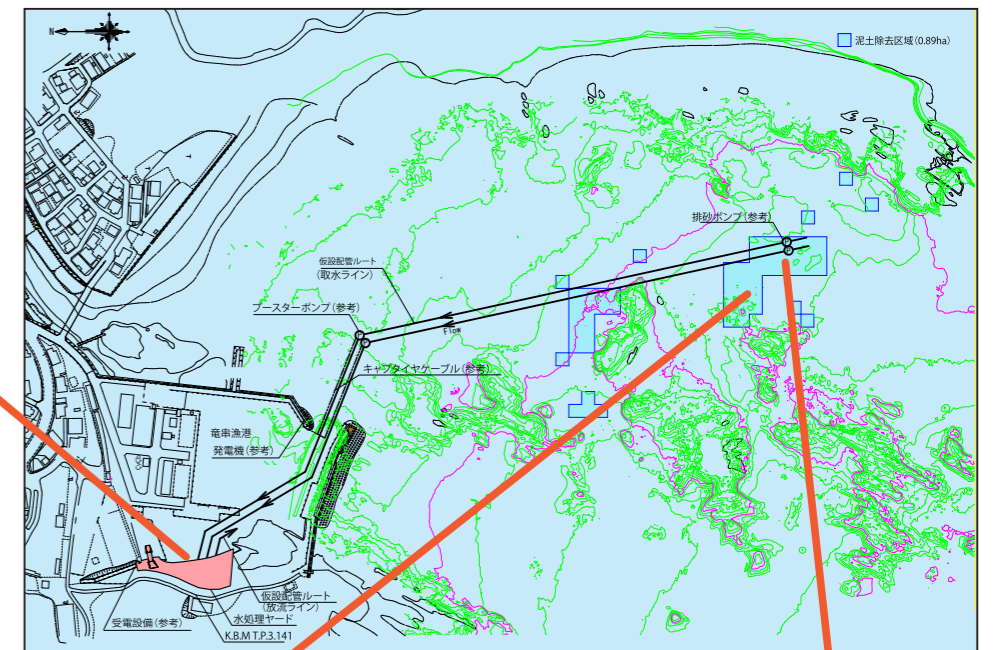 N
泥土除去区域(0.89ha)
排砂ポンプ(参考)
仮設配管ルート
(取水ライン)
ブースターポンプ(参考)
Flow
キャブタイヤケーブル(参考)
竜串漁港
発電機(参考)
仮設配管ルート
(放流ライン)
水処理ヤード
受電設備(参考)
K.B.M T.P.3.141